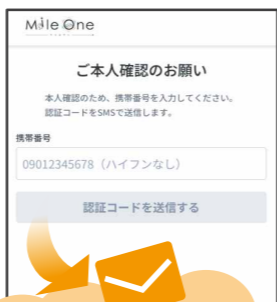 Mile One
ご本人確認のお願い
本人確認のため、携帯番号を入力してください。
認証コードをSMSで送信します。
携帯番号
09012345678（ハイフンなし）
認証コードを送信する